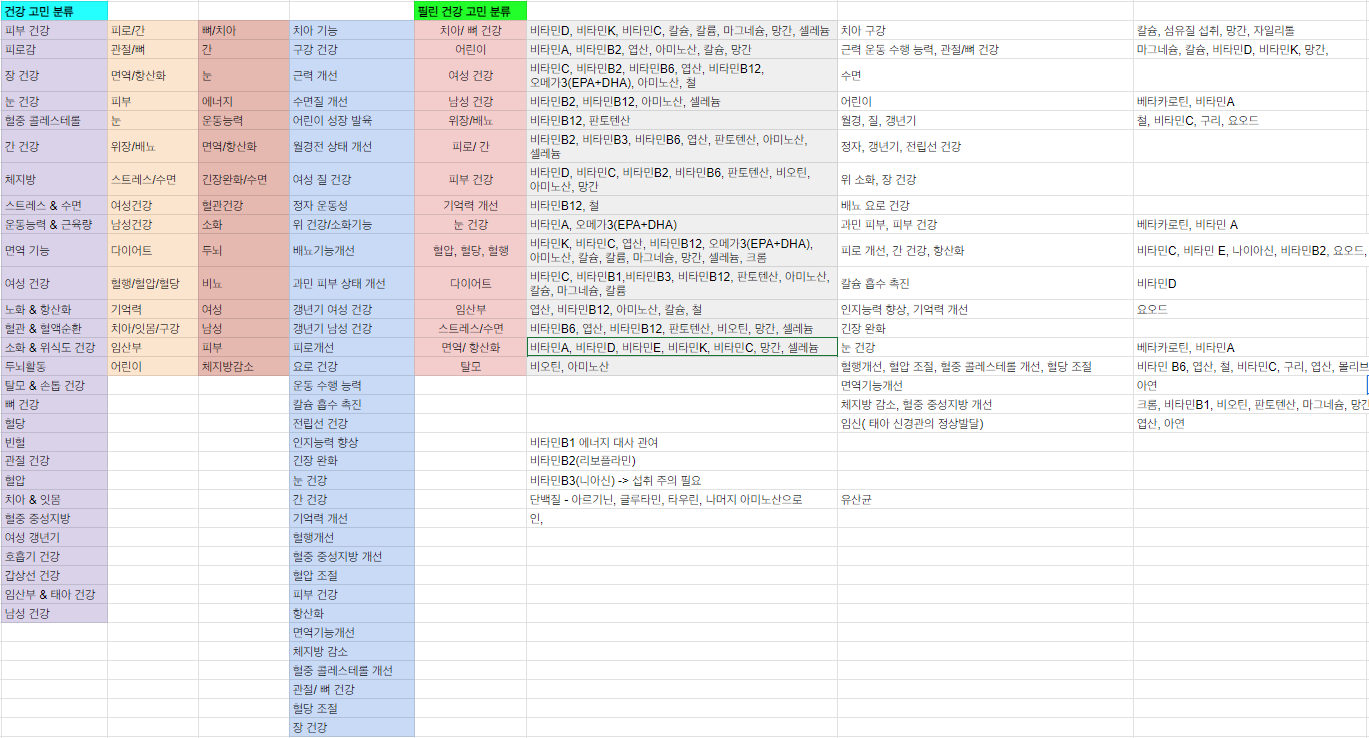 건강 고민 분류 필린 건강 고민 분류
피부 건강 피로/간 뼈/치아 치아 기능 치아/ 뼈 건강 비타민D, 비타민K, 비타민C, 칼슘, 칼륨, 마그네슘, 망간, 셀레늄 치아 구강 칼슘, 섬유질 섭취, 망간, 자일리톨
피로감 관절/뼈 간 구강 건강 어린이 비타민A, 비타민B2, 엽산, 아미노산, 칼슘, 망간 근력 운동 수행 능력, 관절/뼈 건강 마그네슘, 칼슘, 비타민D, 비타민K, 망간,
장 건강 면역/항산화 눈 근력 개선 여성 건강 비타민C, 비타민B2, 비타민B6, 엽산, 비타민B12, 수면
오메가3(EPA+DHA), 아미노산, 철
눈 건강 피부 에너지 수면질 개선 남성 건강 비타민B2, 비타민B12, 아미노산, 셀레늄 어린이 베타카로틴, 비타민A
혈중 콜레스테롤 눈 운동능력 어린이 성장 발육 위장/배뇨 비타민B12, 판토텐산 월경, 질, 갱년기 철, 비타민C, 구리, 요오드
간 건강 위장/배뇨 면역/항산화 월경전 상태 개선 피로/ 간 비타민B2, 비타민B3, 비타민B6, 엽산, 판토텐산, 아미노산, 정자, 갱년기, 전립선 건강
셀레늄
체지방 스트레스/수면 긴장완화/수면 여성 질 건강 피부 건강 비타민D, 비타민C, 비타민B2, 비타민B6, 판토텐산, 비오틴, 위 소화, 장 건강
아미노산, 망간
스트레스 & 수면 여성건강 혈관건강 정자 운동성 기억력 개선 비타민B12, 철 배뇨 요로 건강
운동능력 & 근육량 남성건강 소화 위 건강/소화기능 눈 건강 비타민A, 오메가3(EPA+DHA) 과민 피부, 피부 건강 베타카로틴, 비타민 A
면역 기능 다이어트 두뇌 배뇨기능개선 혈압, 혈당, 혈행 비타민K, 비타민C, 엽산, 비타민B12, 오메가3(EPA+DHA), 피로 개선, 간 건강, 항산화 비타민C, 비타민 E, 나이아신, 비타민B2, 요오드,
아미노산, 칼슘, 칼륨, 마그네슘, 망간, 셀레늄, 크롬
여성 건강 혈행/혈압/혈당 비뇨 과민 피부 상태 개선 다이어트 비타민C, 비타민B1,비타민B3, 비타민B12, 판토텐산, 아미노산, 칼슘 흡수 촉진 비타민D
칼슘, 마그네슘, 칼륨
노화 & 항산화 기억력 여성 갱년기 여성 건강 임산부 엽산, 비타민B12, 아미노산, 칼슘, 철 인지능력 향상, 기억력 개선 요오드
혈관 & 혈액순환 치아/잇몸/구강 남성 갱년기 남성 건강 스트레스/수면 비타민B6, 엽산, 비타민B12, 판토텐산, 비오틴, 망간, 셀레늄 긴장 완화
소화 & 위식도 건강 임산부 피부 피로개선 면역/ 항산화 비타민A, 비타민D, 비타민E, 비타민K, 비타민C, 망간, 셀레늄 눈 건강 베타카로틴, 비타민A
두뇌활동 어린이 체지방감소 요로 건강 탈모 비오틴, 아미노산 혈행개선, 혈압 조절, 혈중 콜레스테롤 개선, 혈당 조절 비타민 B6, 엽산, 철, 비타민C, 구리, 엽산, 몰리브
탈모 & 손톱 건강 운동 수행 능력 면역기능개선 아연
뼈 건강 칼슘 흡수 촉진 체지방 감소, 혈중 중성지방 개선 크롬, 비타민B1, 비오틴, 판토텐산, 마그네슘, 망간
혈당 전립선 건강 임신( 태아 신경관의 정상발달) 엽산, 아연
빈혈 인지능력 향상 비타민B1 에너지 대사 관여
관절 건강 긴장 완화 비타민B2(리보플라민)
혈압 눈 건강 비타민B3(니아신) -> 섭취 주의 필요
치아 & 잇몸 간 건강 단백질 - 아르기닌, 글루타민, 타우린, 나머지 아미노산으로 유산균
혈중 중성지방 기억력 개선 인,
여성 갱년기 혈행개선
호흡기 건강 혈중 중성지방 개선
갑상선 건강 혈압 조절
임산부 & 태아 건강 피부 건강
남성 건강 항산화
면역기능개선
체지방 감소
혈중 콜레스테롤 개선
관절/ 뼈 건강
혈당 조절
장 건강